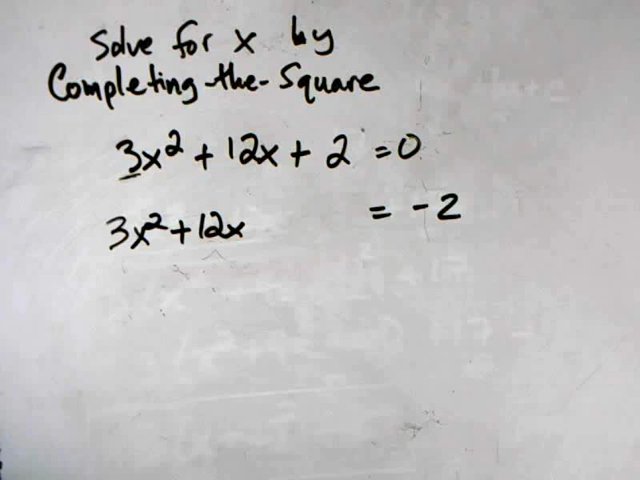 Solve for x by
Completing-the-Square
3x² + 12x + 2 = 0
3x² + 12x = -2